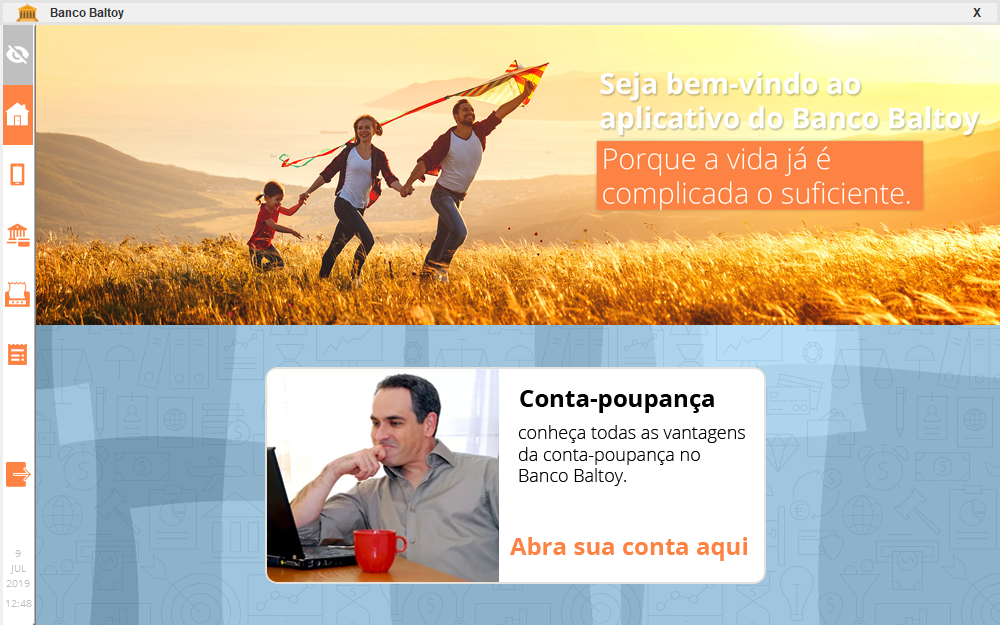 Banco Baltoy
X
Seja bem-vindo ao
aplicativo do Banco Baltoy
Porque a vida já é
complicada o suficiente.
Conta-poupança
conheça todas as vantagens
da conta-poupança no
Banco Baltoy.
Abra sua conta aqui
9
JUL
2019
12:48